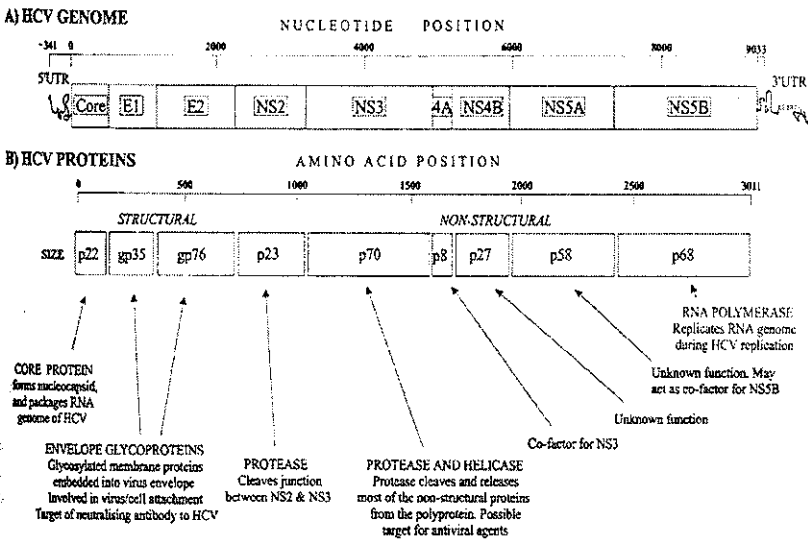 A) HCV GENOME
NUCLEOTIDE POSITION
-341 0 2000 4000 6000 8000 9033
5'UTR 3'UTR
Core E1 E2 NS2 NS3 4A NS4B NS5A NS5B
B) HCV PROTEINS
AMINO ACID POSITION
0 500 1000 1500 2000 2500 3011
STRUCTURAL NON-STRUCTURAL
SIZE p22 gp35 gp76 p23 p70 p8 p27 p58 p68
RNA POLYMERASE
Replicates RNA genome
during HCV replication
CORE PROTEIN
forms nucleocapsid,
and packages RNA
genome of HCV
Unknown function. May
act as co-factor for NS5B
Unknown function
Co-factor for NS3
ENVELOPE GLYCOPROTEINS
Glycosylated membrane proteins
embedded into virus envelope
Involved in virus/cell attachment
Target of neutralising antibody to HCV
PROTEASE
Cleaves junction
between NS2 & NS3
PROTEASE AND HELICASE
Protease cleaves and releases
most of the non-structural proteins
from the polyprotein. Possible
target for antiviral agents